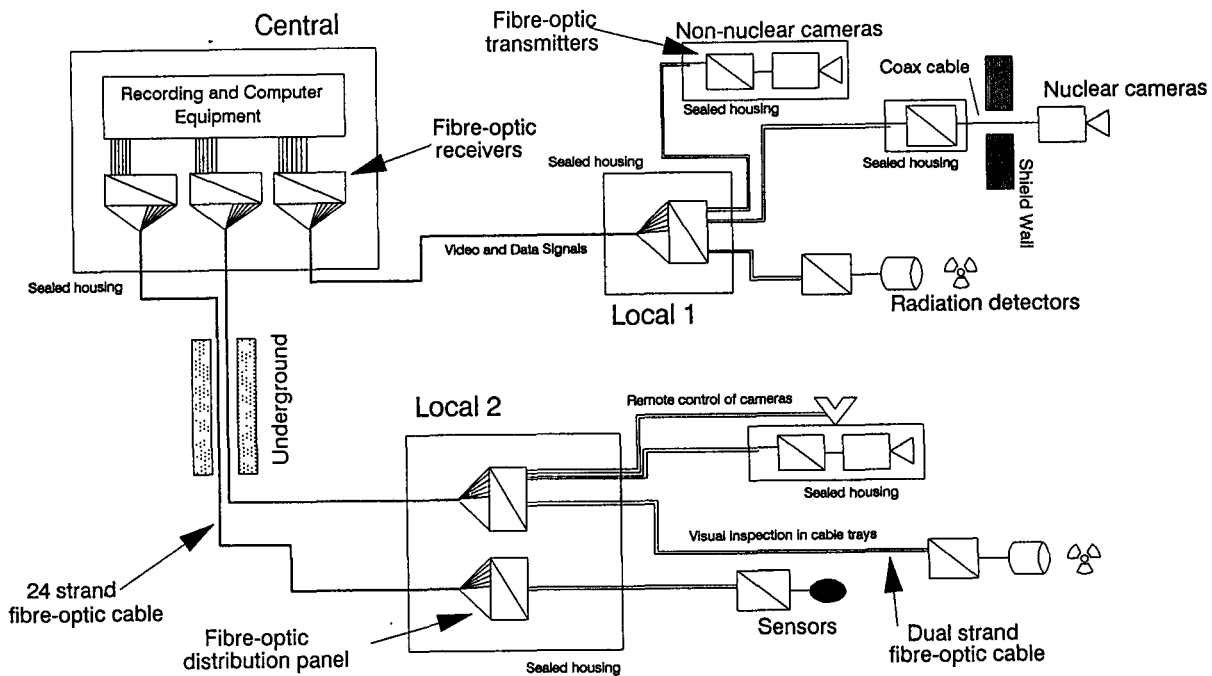 Central
Fibre-optic
transmitters
Non-nuclear cameras
Recording and Computer
Equipment
Sealed housing
Coax cable
Nuclear cameras
Fibre-optic
receivers
Sealed housing
Sealed housing
Shield Wall
Video and Data Signals
Sealed housing
Local 1
Radiation detectors
Underground
Local 2
Remote control of cameras
Sealed housing
Visual inspection in cable trays
24 strand
fibre-optic cable
Fibre-optic
distribution panel
Sealed housing
Sensors
Dual strand
fibre-optic cable